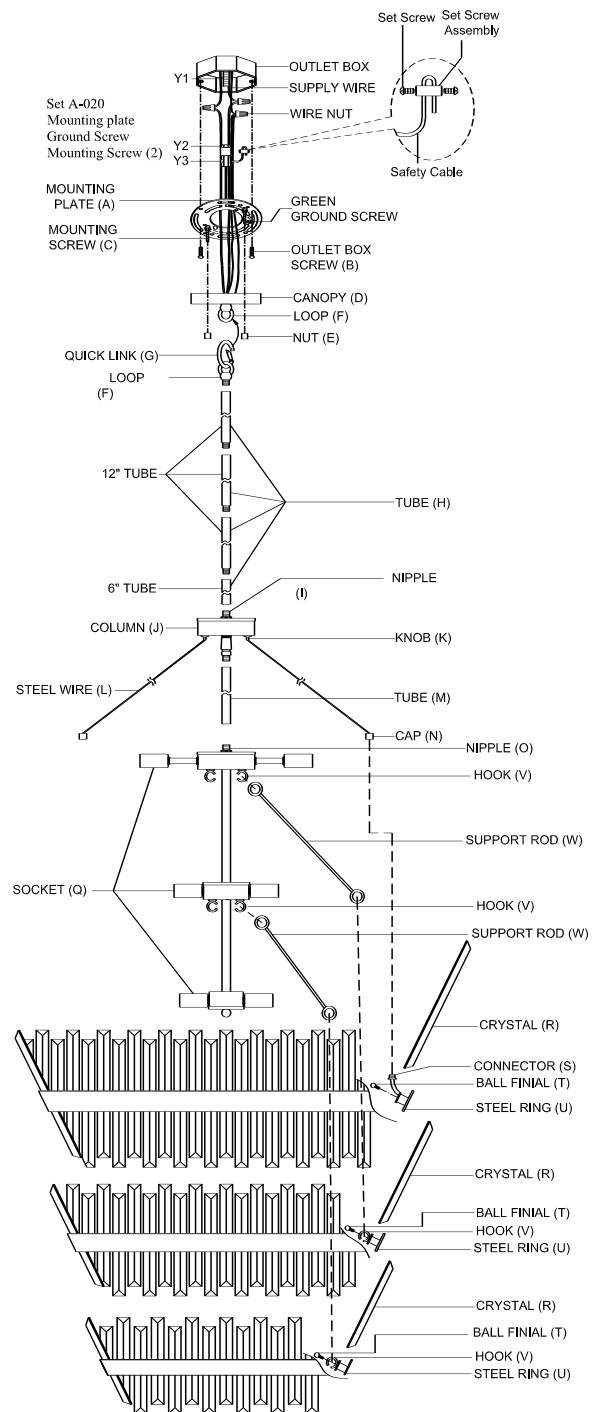 Set Screw
Set Screw
Assembly
OUTLET BOX
Y1
SUPPLY WIRE
Set A-020
Mounting plate
Ground Screw
Mounting Screw (2)
WIRE NUT
Y2
Y3
Safety Cable
MOUNTING
PLATE (A)
GREEN
GROUND SCREW
MOUNTING
SCREW (C)
OUTLET BOX
SCREW (B)
CANOPY (D)
LOOP (F)
NUT (E)
QUICK LINK (G)
LOOP
(F)
12" TUBE
TUBE (H)
6" TUBE
NIPPLE
(I)
COLUMN (J)
KNOB (K)
STEEL WIRE (L)
TUBE (M)
CAP (N)
NIPPLE (O)
HOOK (V)
SUPPORT ROD (W)
SOCKET (Q)
HOOK (V)
SUPPORT ROD (W)
CRYSTAL (R)
CONNECTOR (S)
BALL FINIAL (T)
STEEL RING (U)
CRYSTAL (R)
BALL FINIAL (T)
HOOK (V)
STEEL RING (U)
CRYSTAL (R)
BALL FINIAL (T)
HOOK (V)
STEEL RING (U)